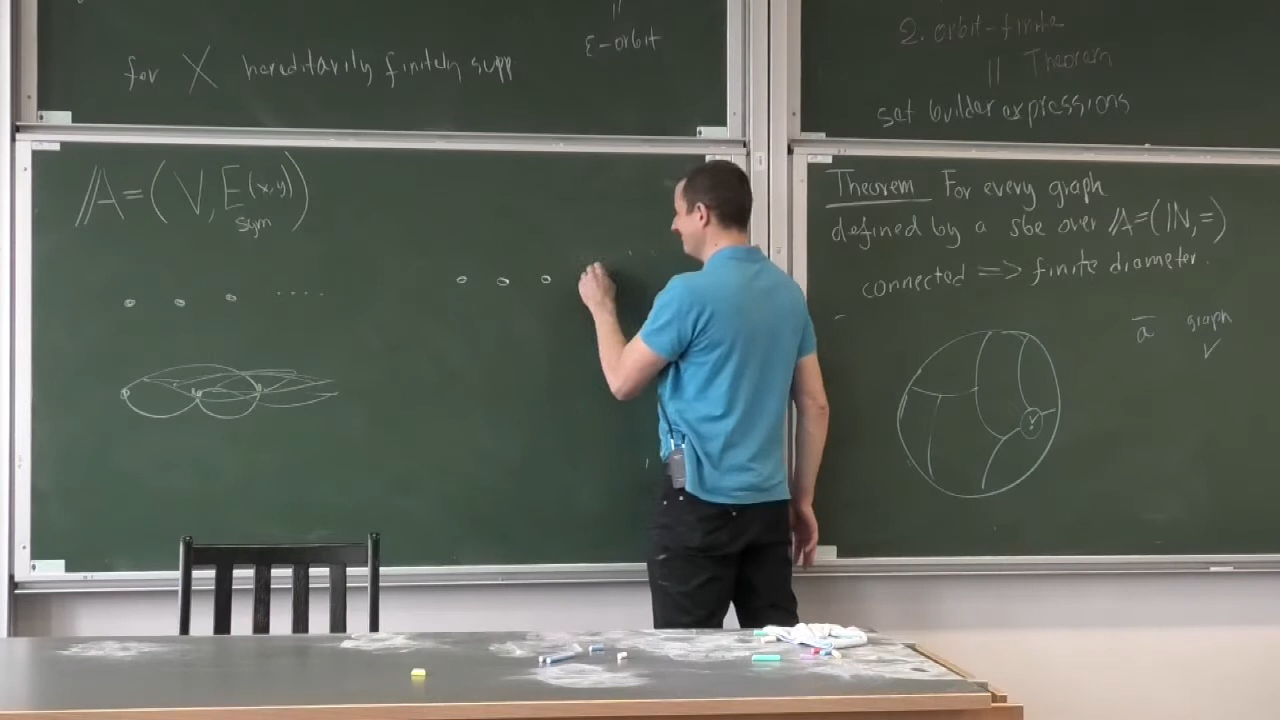 for X hereditarily finitely supp
||
ε-orbit
𝔸=(V,E(x,y))
sym
....
2. orbit-finite
|| Theorem
set builder expressions
Theorem For every graph
defined by a sbe over 𝔸=(ℕ,=)
connected => finite diameter.
a̅ graph
✓